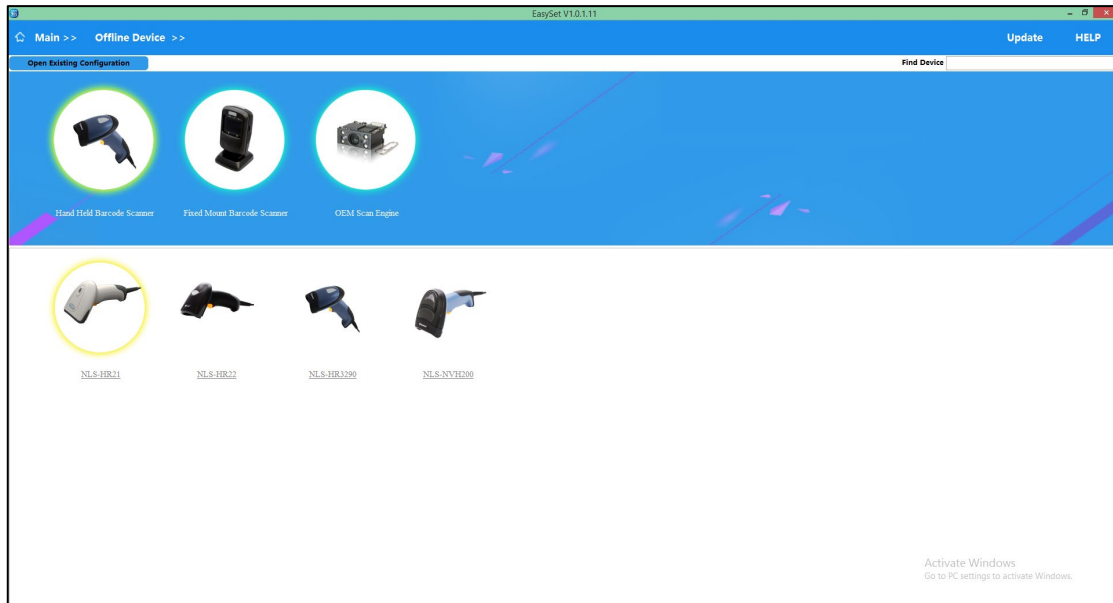 EasySet V1.0.1.11
Main >> Offline Device >> Update HELP
Open Existing Configuration Find Device
Hand Held Barcode Scanner Fixed Mount Barcode Scanner OEM Scan Engine
NLS-HR21 NLS-HR22 NLS-HR3290 NLS-NVH200
Activate Windows
Go to PC settings to activate Windows.